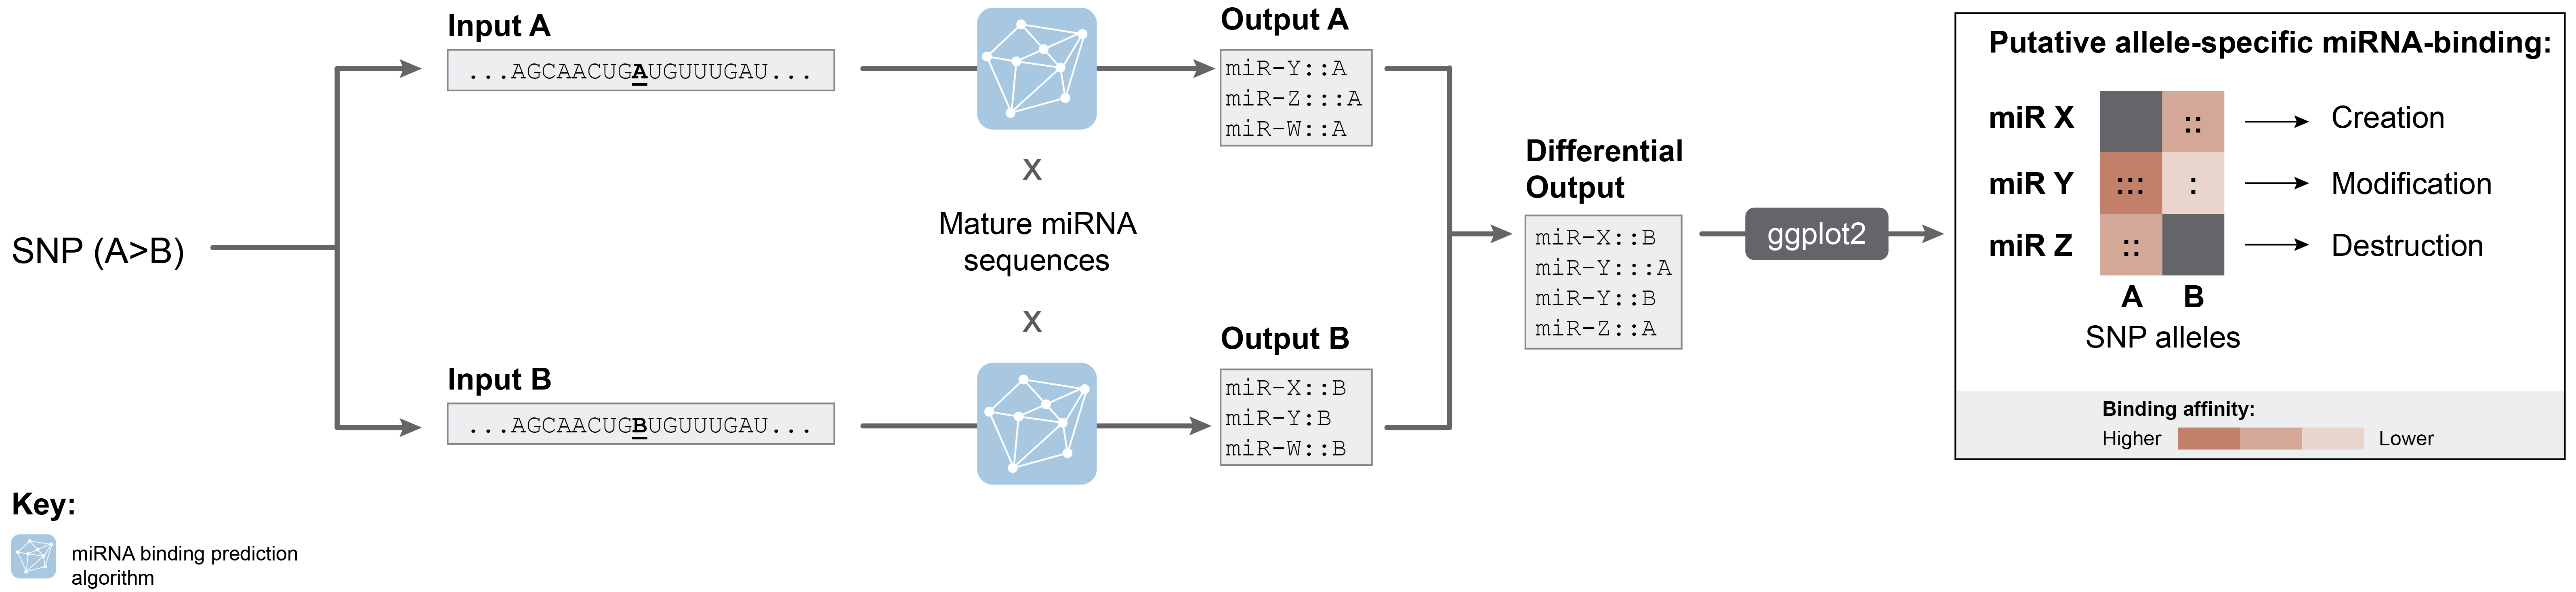 SNP (A>B)
Input A
...AGCAACUGAUGUUUGAU...
Input B
...AGCAACUGBUGUUUGAU...
x
Mature miRNA
sequences
x
Output A
miR-Y::A
miR-Z:::A
miR-W::A
Output B
miR-X::B
miR-Y:B
miR-W::B
Differential
Output
miR-X::B
miR-Y:::A
miR-Y::B
miR-Z::A
ggplot2
Putative allele-specific miRNA-binding:
miR X :: Creation
miR Y ::: : Modification
miR Z :: Destruction
A B
SNP alleles
Binding affinity:
Higher Lower
Key:
miRNA binding prediction
algorithm